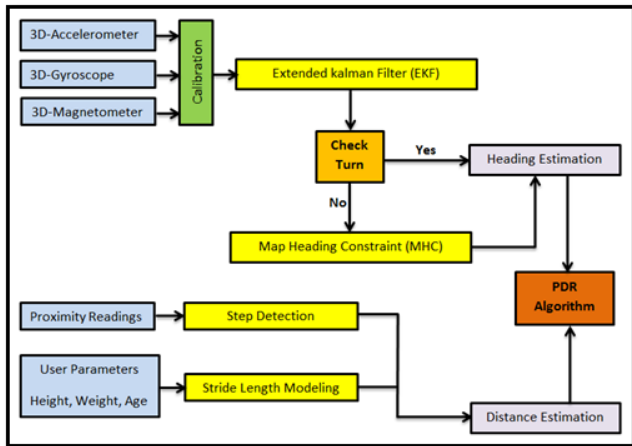 3D-Accelerometer
3D-Gyroscope
3D-Magnetometer
Calibration
Extended kalman Filter (EKF)
Check
Turn
Yes
No
Heading Estimation
Map Heading Constraint (MHC)
PDR
Algorithm
Proximity Readings
Step Detection
User Parameters
Height, Weight, Age
Stride Length Modeling
Distance Estimation